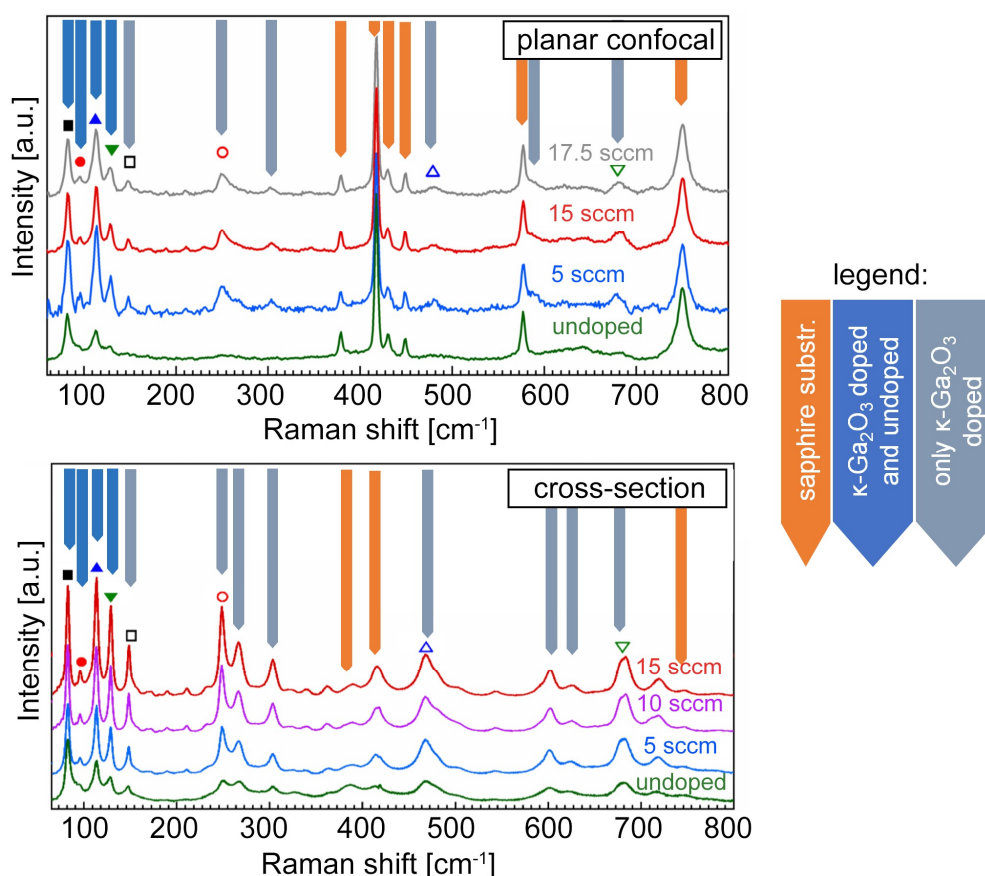 planar confocal
Intensity [a.u.]
17.5 sccm
15 sccm
5 sccm
undoped
100 200 300 400 500 600 700 800
Raman shift [cm⁻¹]
cross-section
Intensity [a.u.]
15 sccm
10 sccm
5 sccm
undoped
100 200 300 400 500 600 700 800
Raman shift [cm⁻¹]
legend:
sapphire substr.
κ-Ga₂O₃ doped
and undoped
only κ-Ga₂O₃
doped